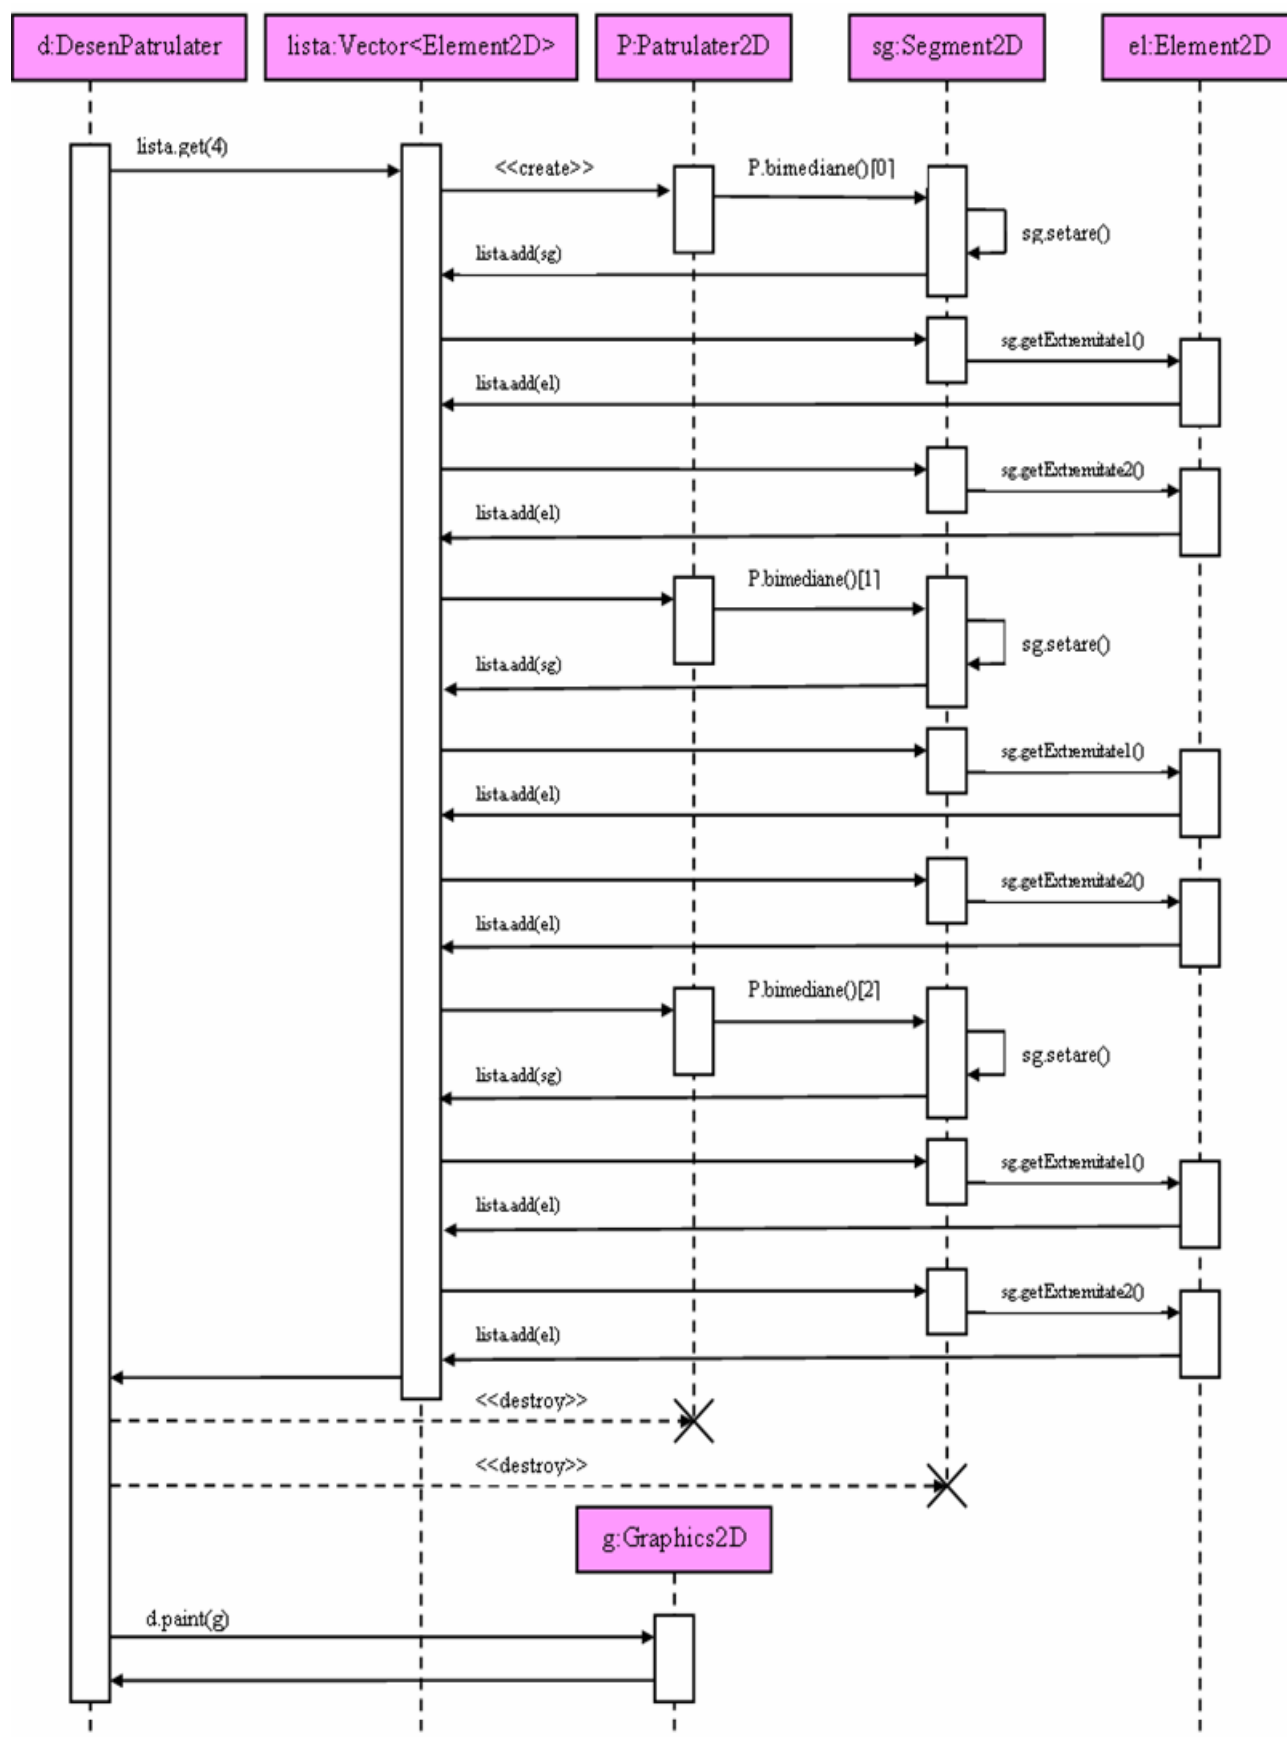 d:DesenPatrulater lista:Vector<Element2D> P:Patrulater2D sg:Segment2D el:Element2D
lista.get(4)
<<create>>
P.bimediane()[0]
sg.setare()
lista.add(sg)
sg.getExtremitate1()
lista.add(el)
sg.getExtremitate2()
lista.add(el)
P.bimediane()[1]
sg.setare()
lista.add(sg)
sg.getExtremitate1()
lista.add(el)
sg.getExtremitate2()
lista.add(el)
P.bimediane()[2]
sg.setare()
lista.add(sg)
sg.getExtremitate1()
lista.add(el)
sg.getExtremitate2()
lista.add(el)
<<destroy>>
<<destroy>>
g:Graphics2D
d.paint(g)